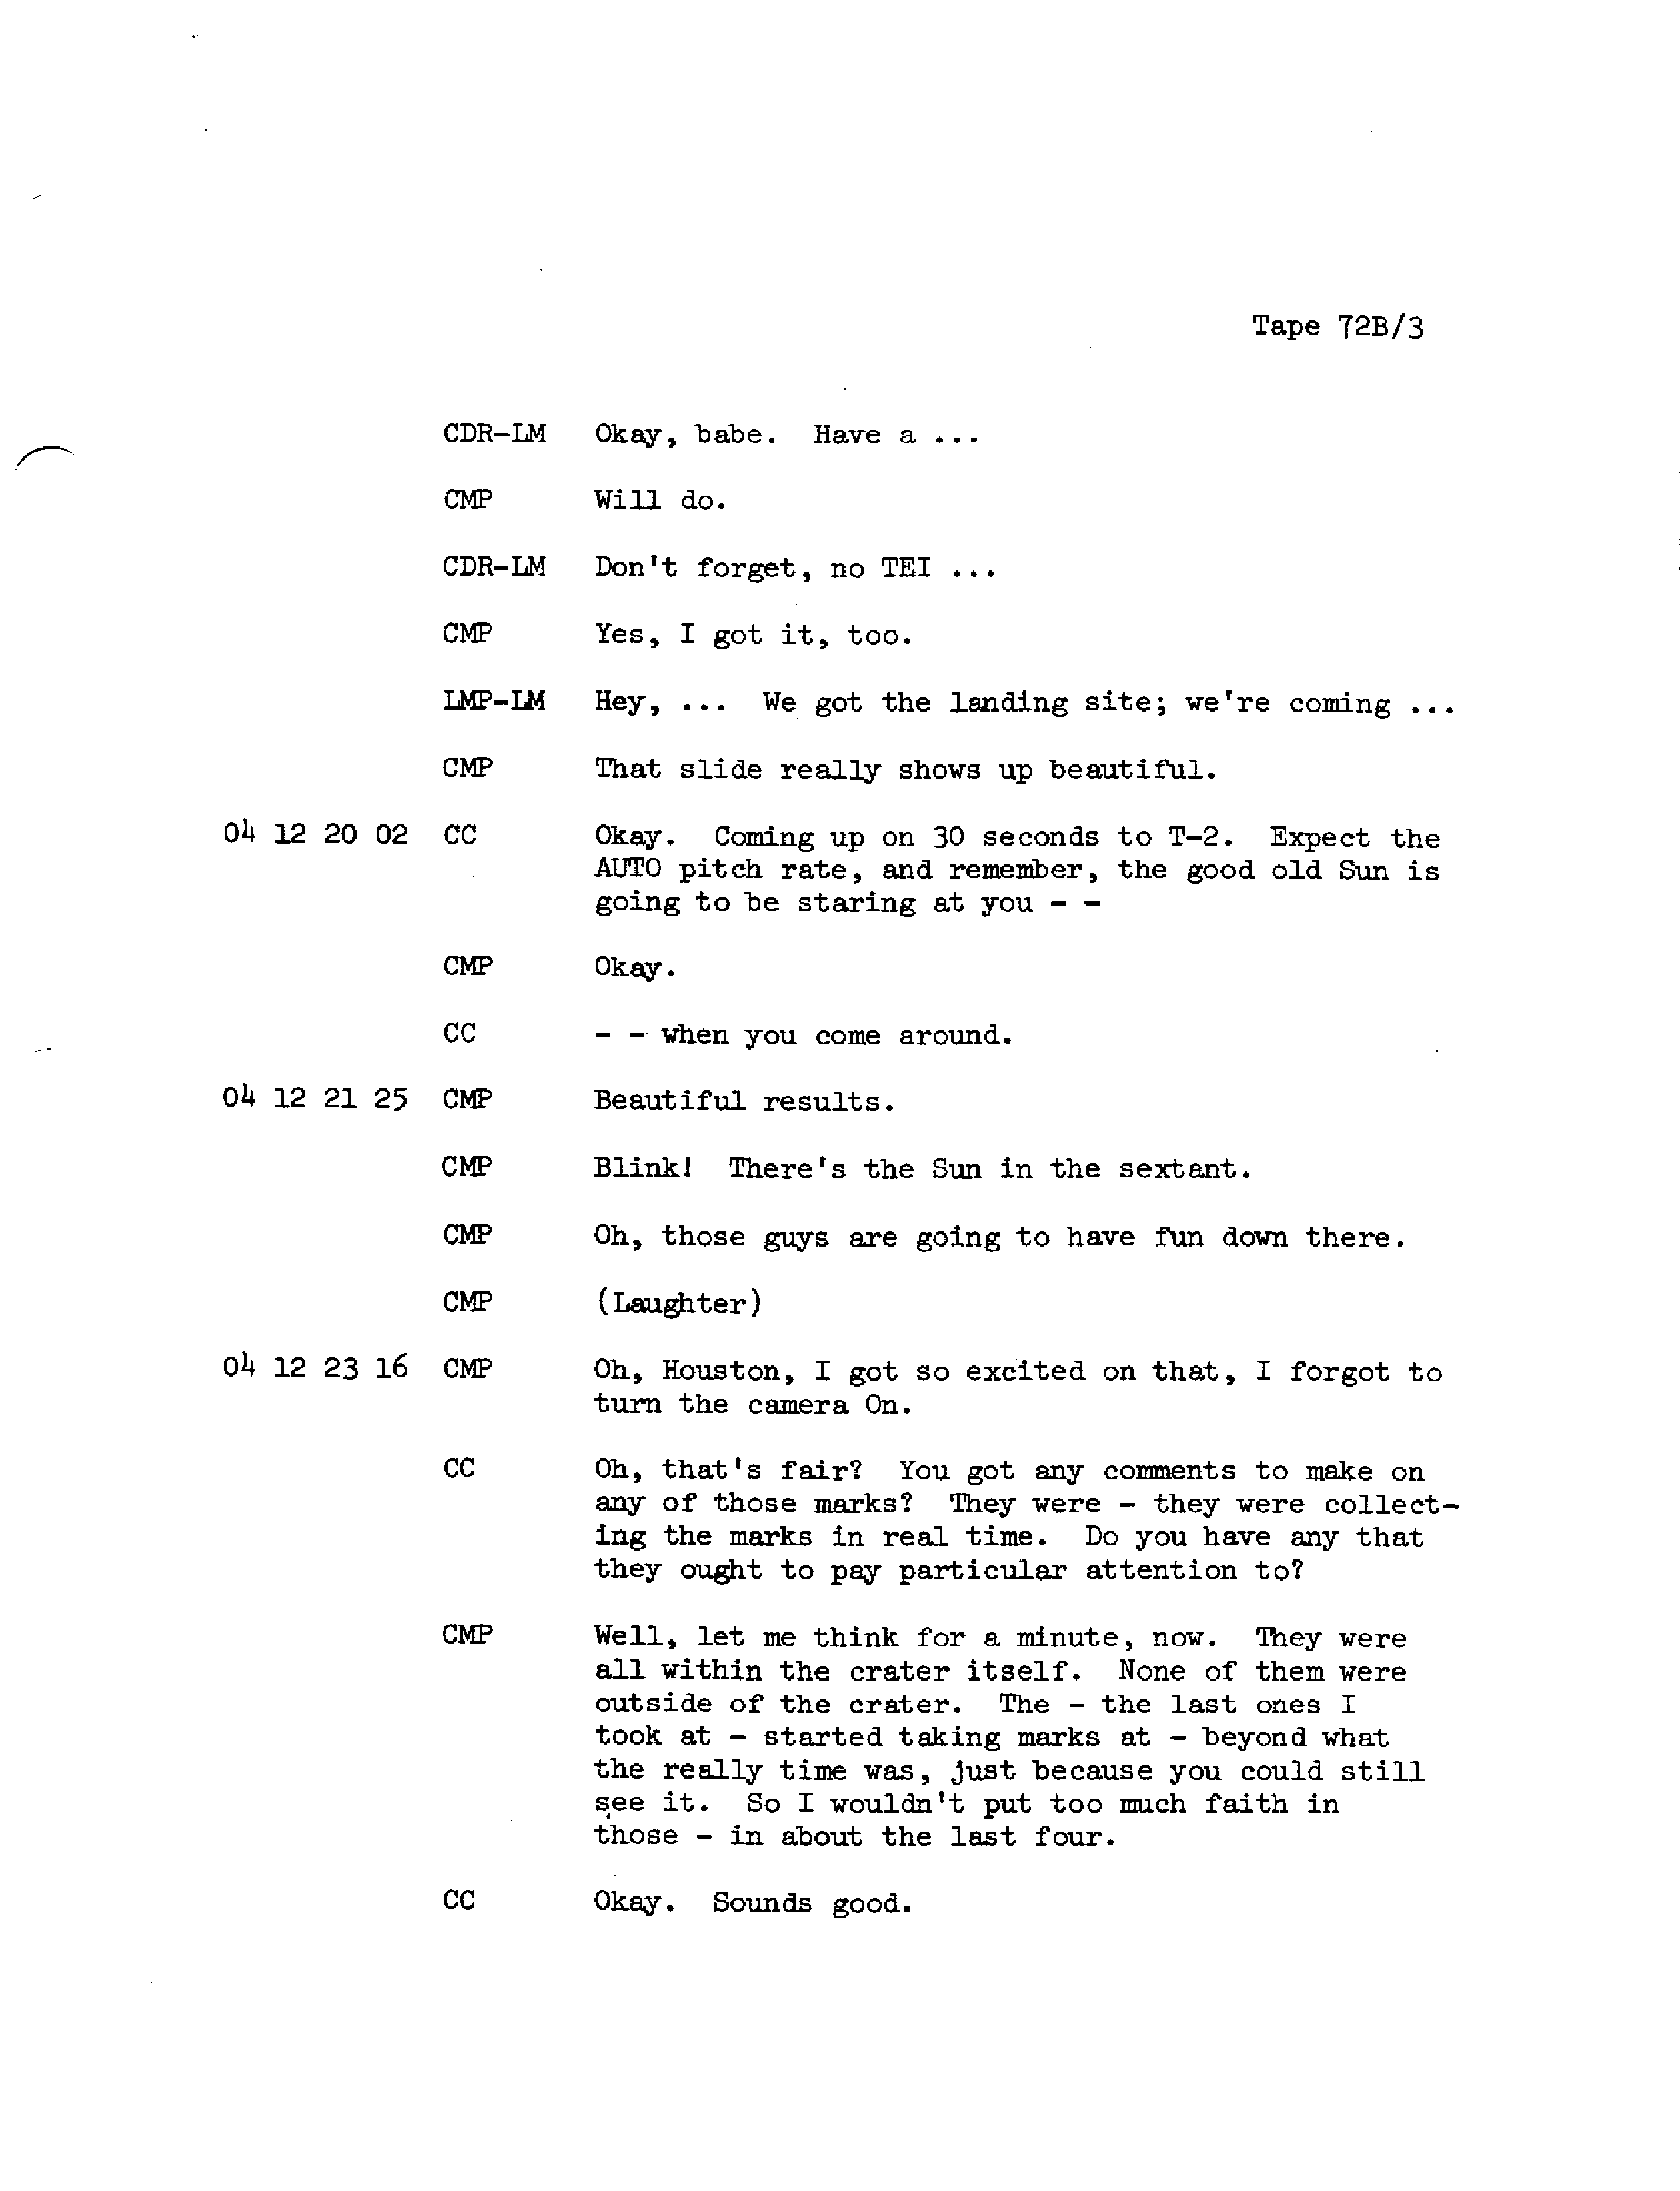 Tape 72B/3
CDR-LM Okay, babe. Have a ...
CMP Will do.
CDR-LM Don't forget, no TEI ...
CMP Yes, I got it, too.
LMP-LM Hey, ... We got the landing site; we're coming ...
CMP That slide really shows up beautiful.
04 12 20 02 CC Okay. Coming up on 30 seconds to T-2. Expect the
AUTO pitch rate, and remember, the good old Sun is
going to be staring at you - -
CMP Okay.
CC - - when you come around.
04 12 21 25 CMP Beautiful results.
CMP Blink! There's the Sun in the sextant.
CMP Oh, those guys are going to have fun down there.
CMP (Laughter)
04 12 23 16 CMP Oh, Houston, I got so excited on that, I forgot to
turn the camera On.
CC Oh, that's fair? You got any comments to make on
any of those marks? They were - they were collect-
ing the marks in real time. Do you have any that
they ought to pay particular attention to?
CMP Well, let me think for a minute, now. They were
all within the crater itself. None of them were
outside of the crater. The - the last ones I
took at - started taking marks at - beyond what
the really time was, just because you could still
see it. So I wouldn't put too much faith in
those - in about the last four.
CC Okay. Sounds good.